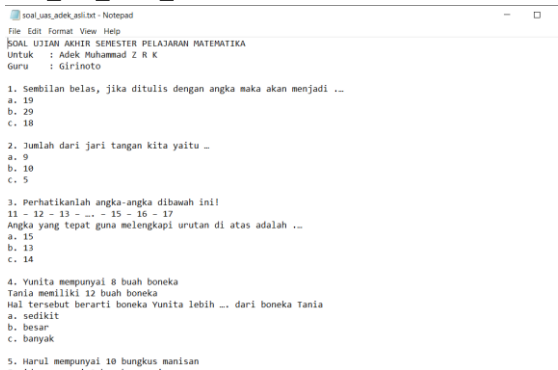 soal_uas_adek_asli.txt - Notepad
File Edit Format View Help
SOAL UJIAN AKHIR SEMESTER PELAJARAN MATEMATIKA
Untuk : Adek Muhammad Z R K
Guru : Girinoto
1. Sembilan belas, jika ditulis dengan angka maka akan menjadi ….
a. 19
b. 29
c. 18
2. Jumlah dari jari tangan kita yaitu …
a. 9
b. 10
c. 5
3. Perhatikanlah angka-angka dibawah ini!
11 – 12 – 13 – …. – 15 – 16 – 17
Angka yang tepat guna melengkapi urutan di atas adalah ….
a. 15
b. 13
c. 14
4. Yunita mempunyai 8 buah boneka
Tania memiliki 12 buah boneka
Hal tersebut berarti boneka Yunita lebih …. dari boneka Tania
a. sedikit
b. besar
c. banyak
5. Harul mempunyai 10 bungkus manisan